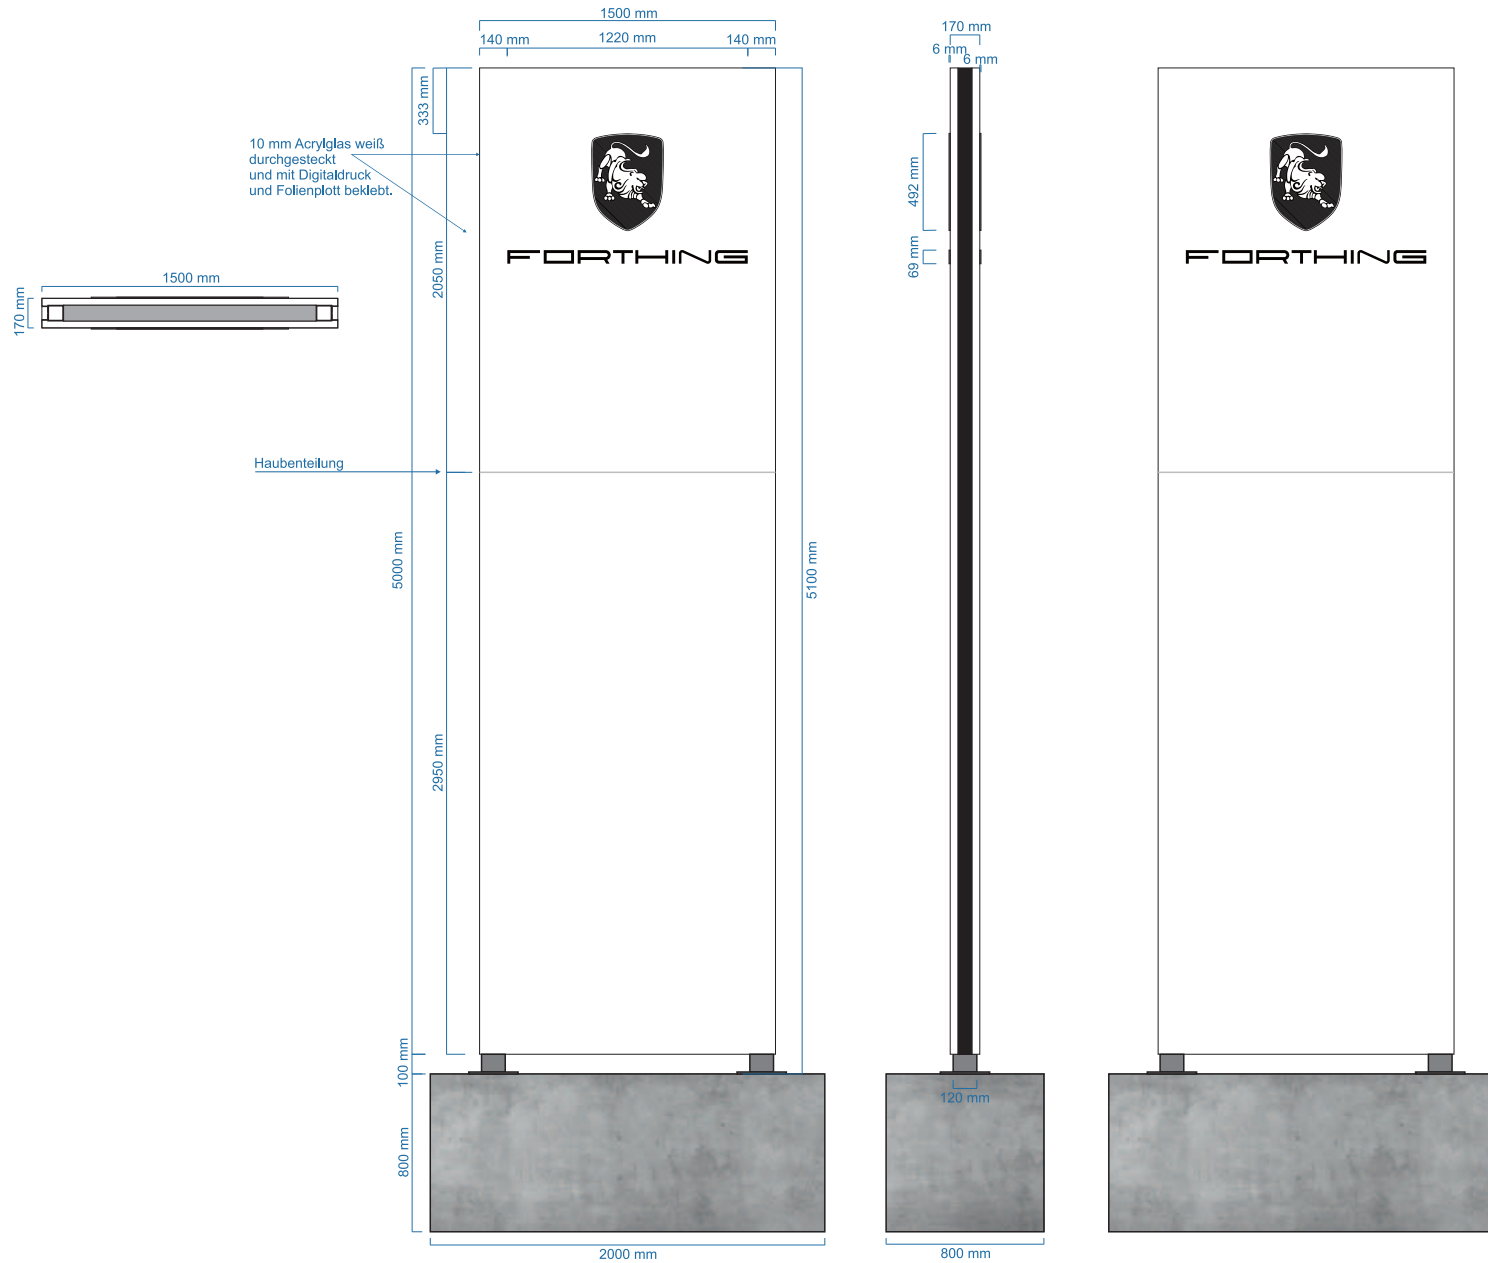 1500 mm
140 mm
1220 mm
140 mm
333 mm
10 mm Acrylglas weiß
durchgesteckt
und mit Digitaldruck
und Folienplott beklebt.
FORTHING
2050 mm
1500 mm
170 mm
Haubenteilung
5000 mm
5100 mm
2950 mm
100 mm
800 mm
2000 mm
170 mm
6 mm
6 mm
492 mm
69 mm
120 mm
800 mm
FORTHING